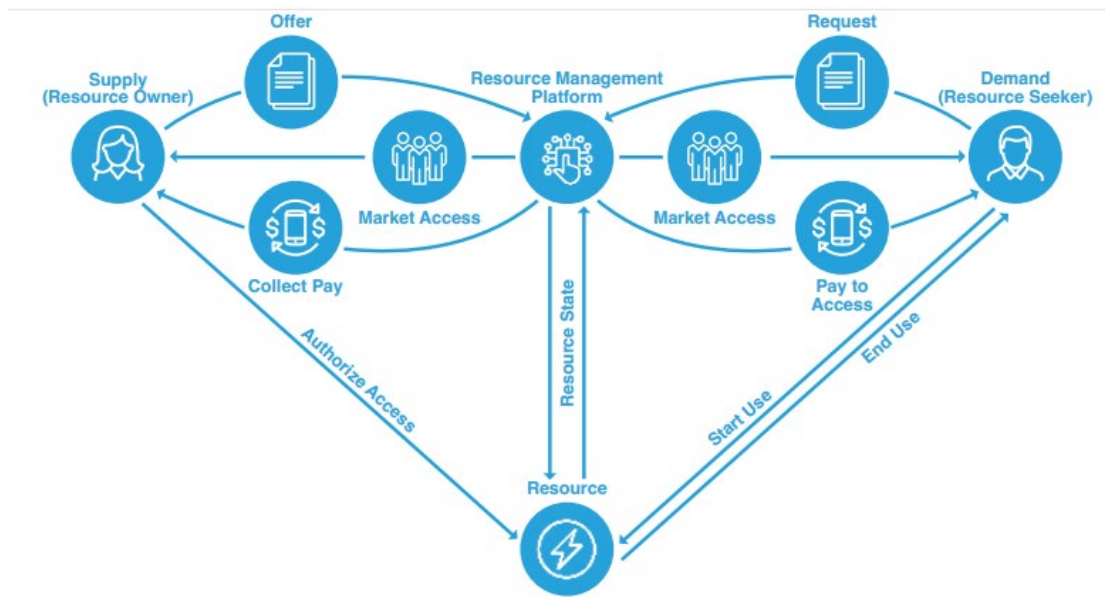 Offer
Request
Supply
(Resource Owner)
Resource Management
Platform
Demand
(Resource Seeker)
Market Access
Market Access
$ $
Collect Pay
$ $
Pay to
Access
Authorize Access
Resource State
Start Use
End Use
Resource